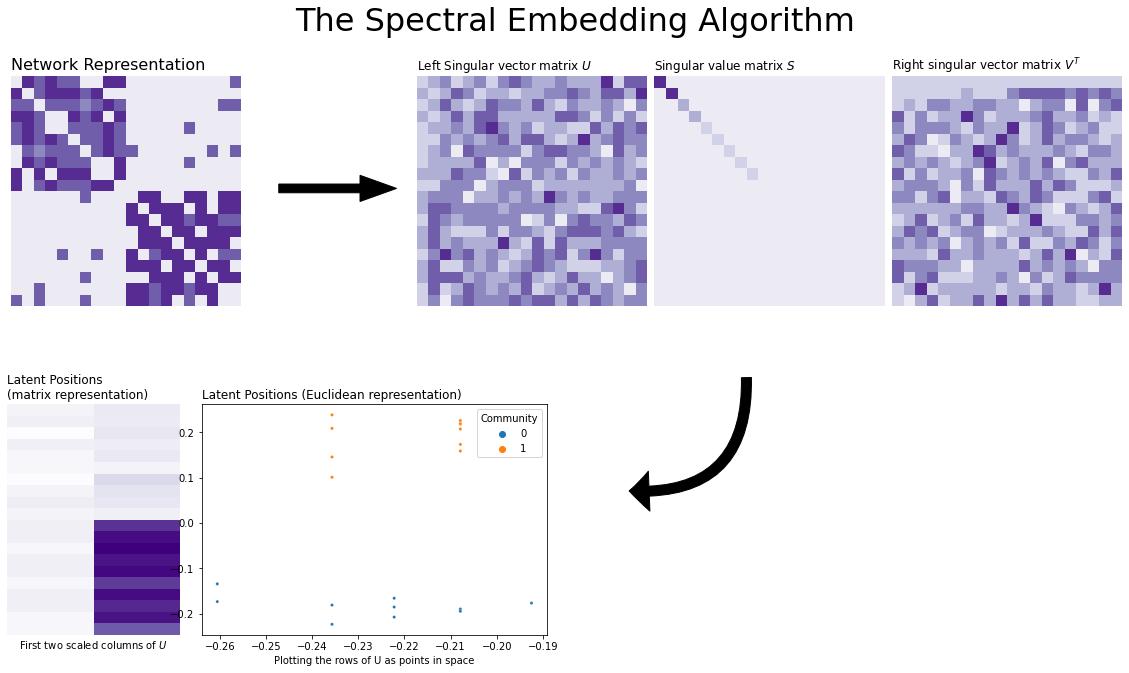 The Spectral Embedding Algorithm
Network Representation
Left Singular vector matrix U
Singular value matrix S
Right singular vector matrix V^T
Latent Positions
(matrix representation)
First two scaled columns of U
Latent Positions (Euclidean representation)
Community
0
1
0.2
0.1
0.0
−0.1
−0.2
−0.26 −0.25 −0.24 −0.23 −0.22 −0.21 −0.20 −0.19
Plotting the rows of U as points in space